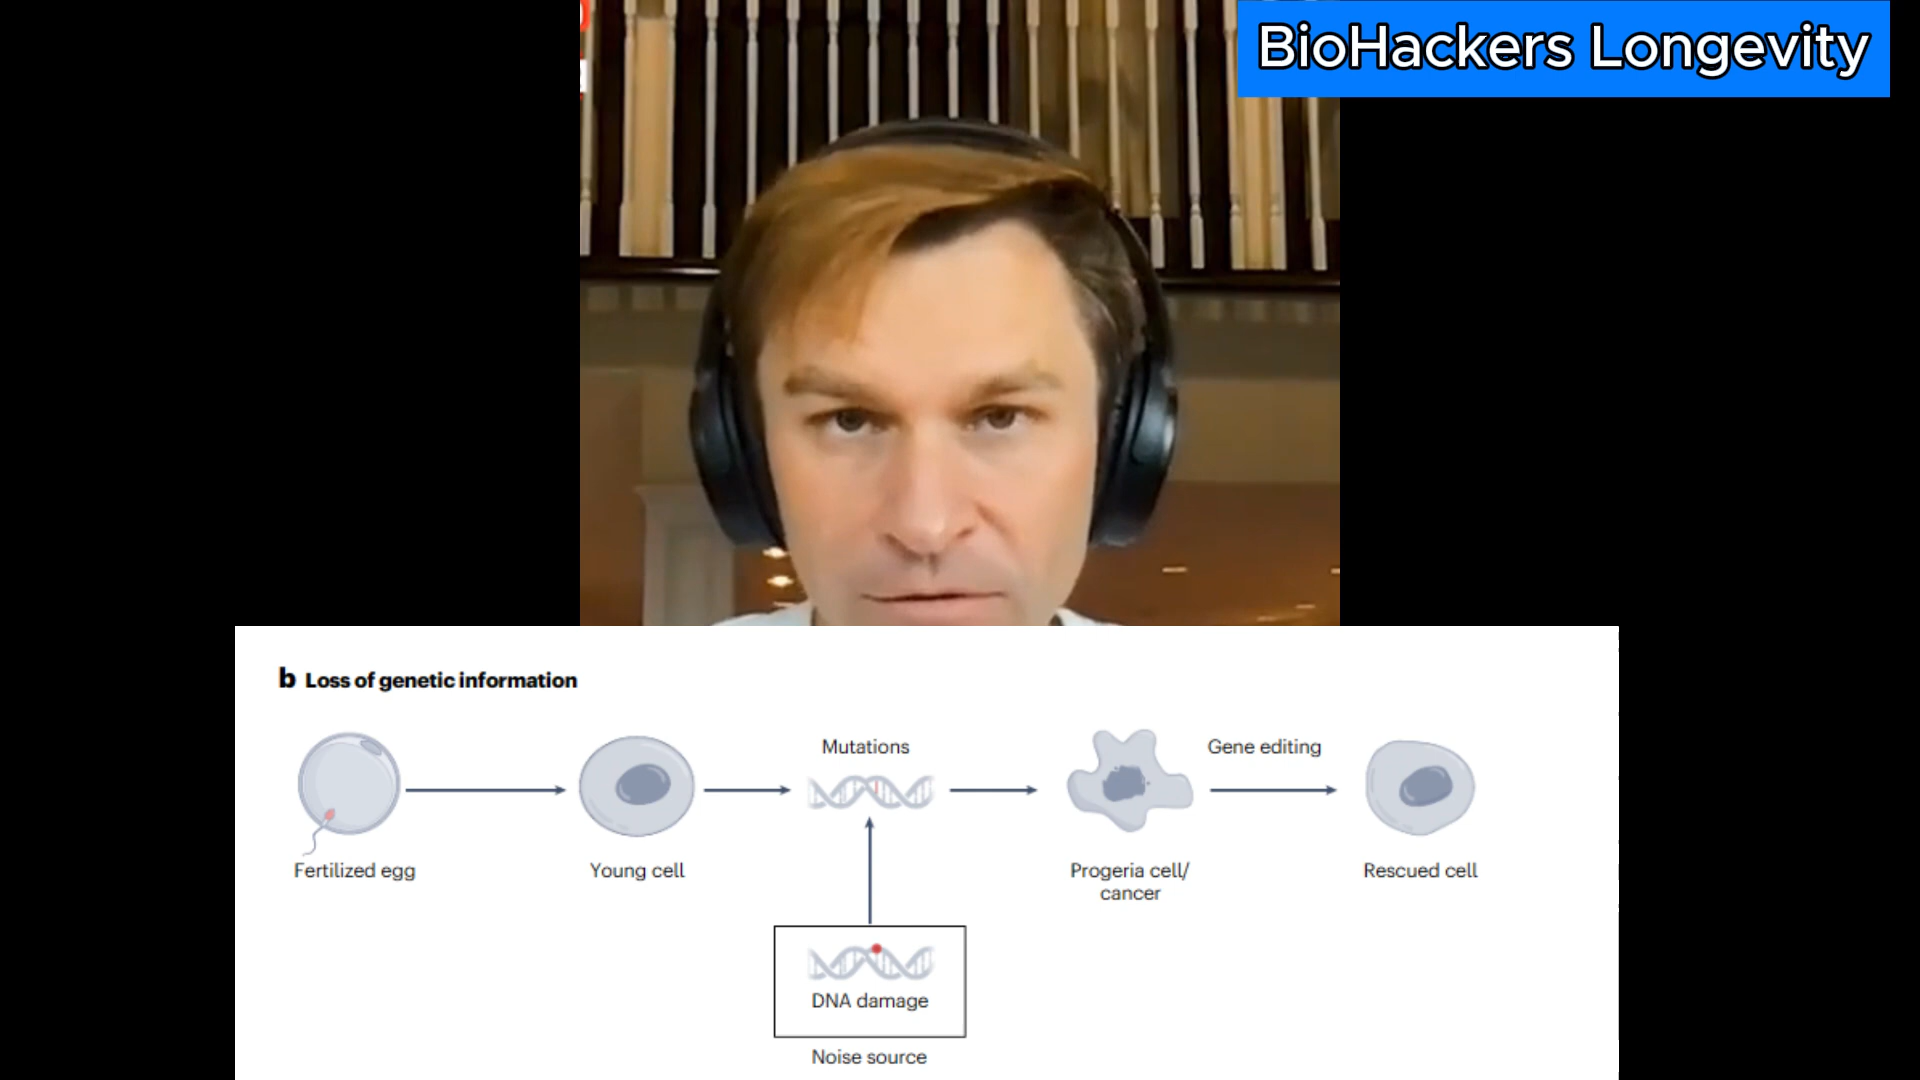 BioHackers Longevity
b Loss of genetic information
Mutations
Gene editing
Fertilized egg
Young cell
Progeria cell/
cancer
Rescued cell
DNA damage
Noise source